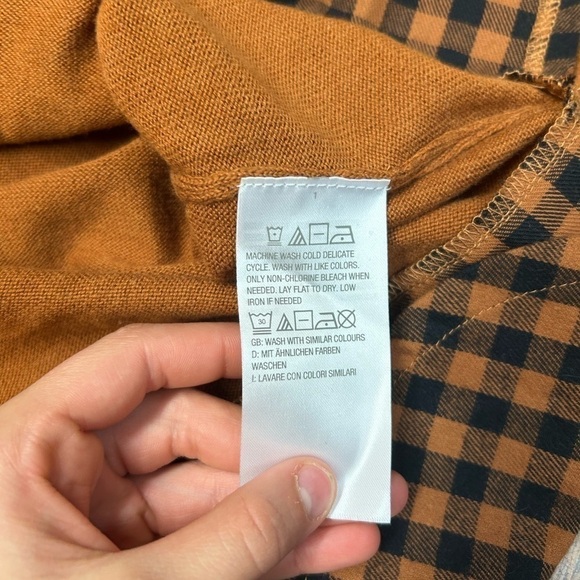 1
MACHINE WASH COLD DELICATE
CYCLE. WASH WITH LIKE COLORS.
ONLY NON-CHLORINE BLEACH WHEN
NEEDED. LAY FLAT TO DRY. LOW
IRON IF NEEDED
30
GB: WASH WITH SIMILAR COLOURS
D: MIT ÄHNLICHEN FARBEN
WASCHEN
I: LAVARE CON COLORI SIMILARI